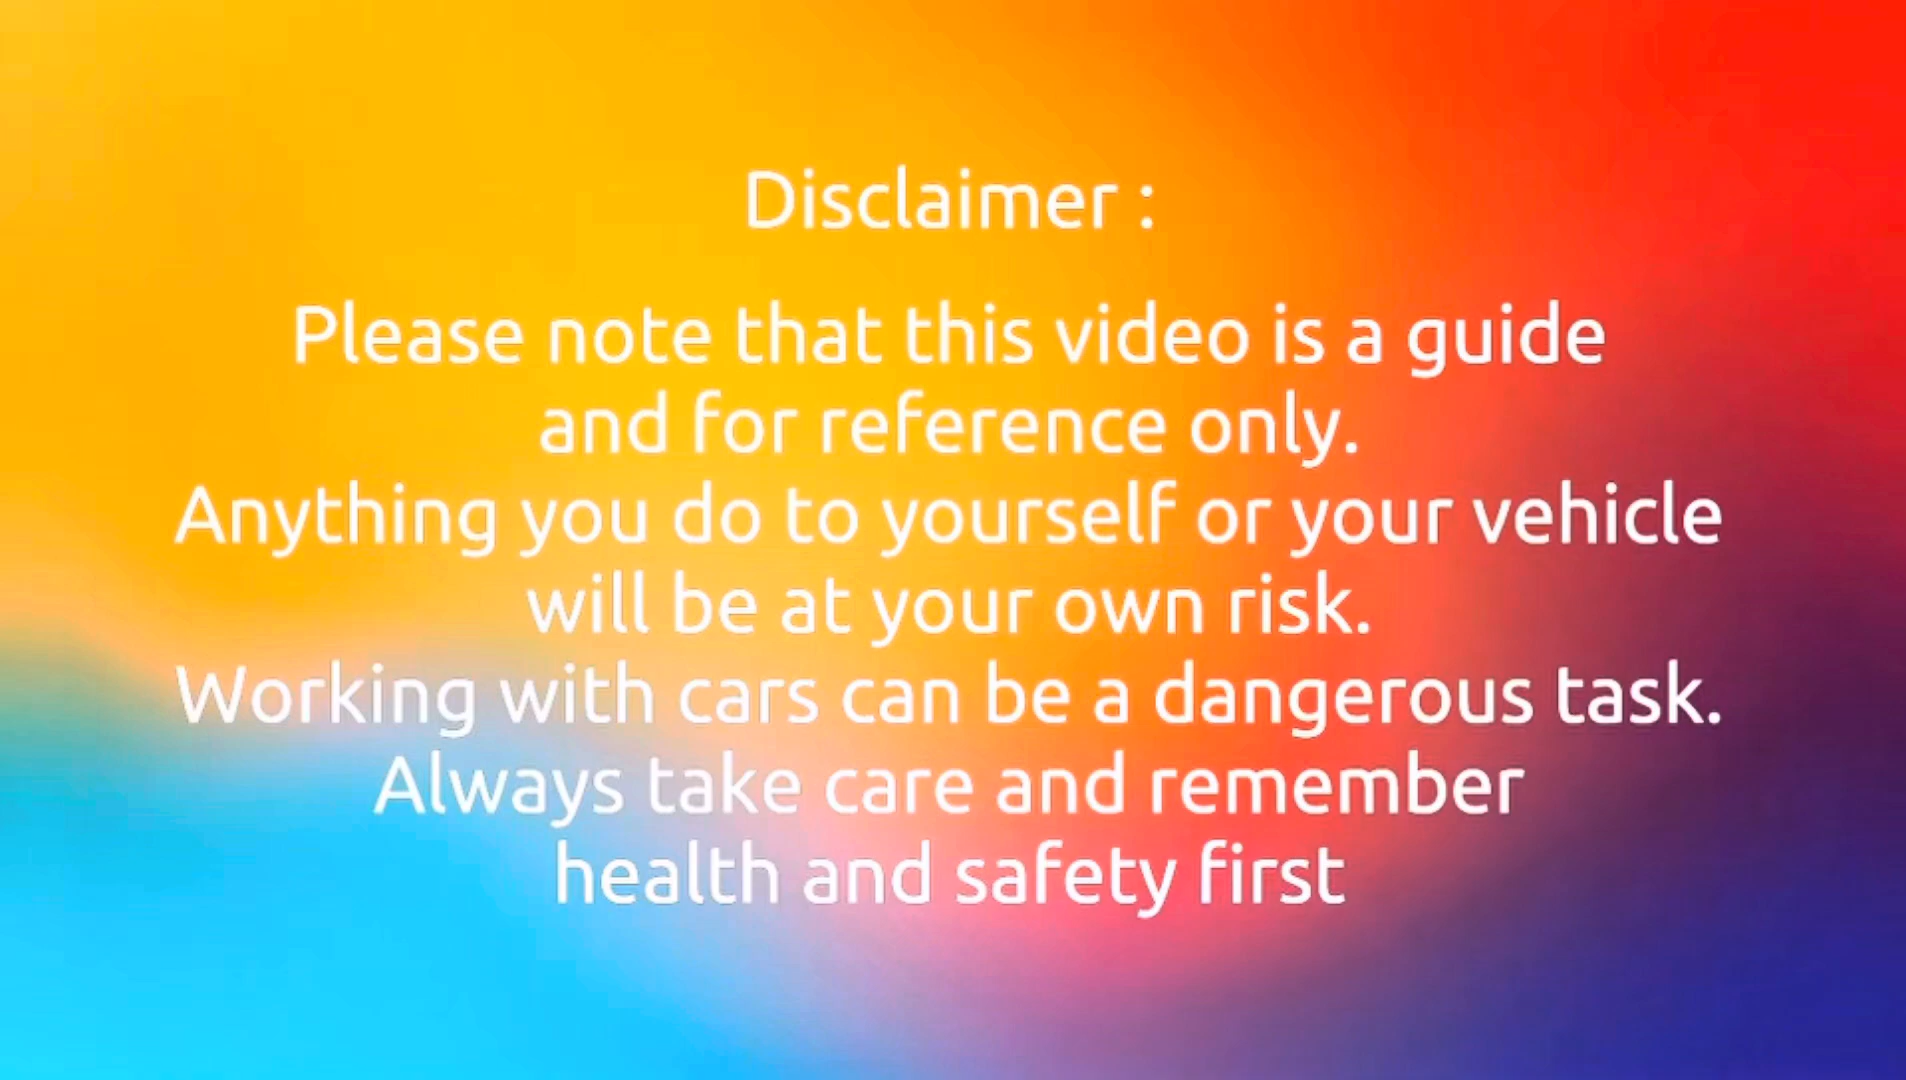 Disclaimer :
Please note that this video is a guide
and for reference only.
Anything you do to yourself or your vehicle
will be at your own risk.
Working with cars can be a dangerous task.
Always take care and remember
health and safety first